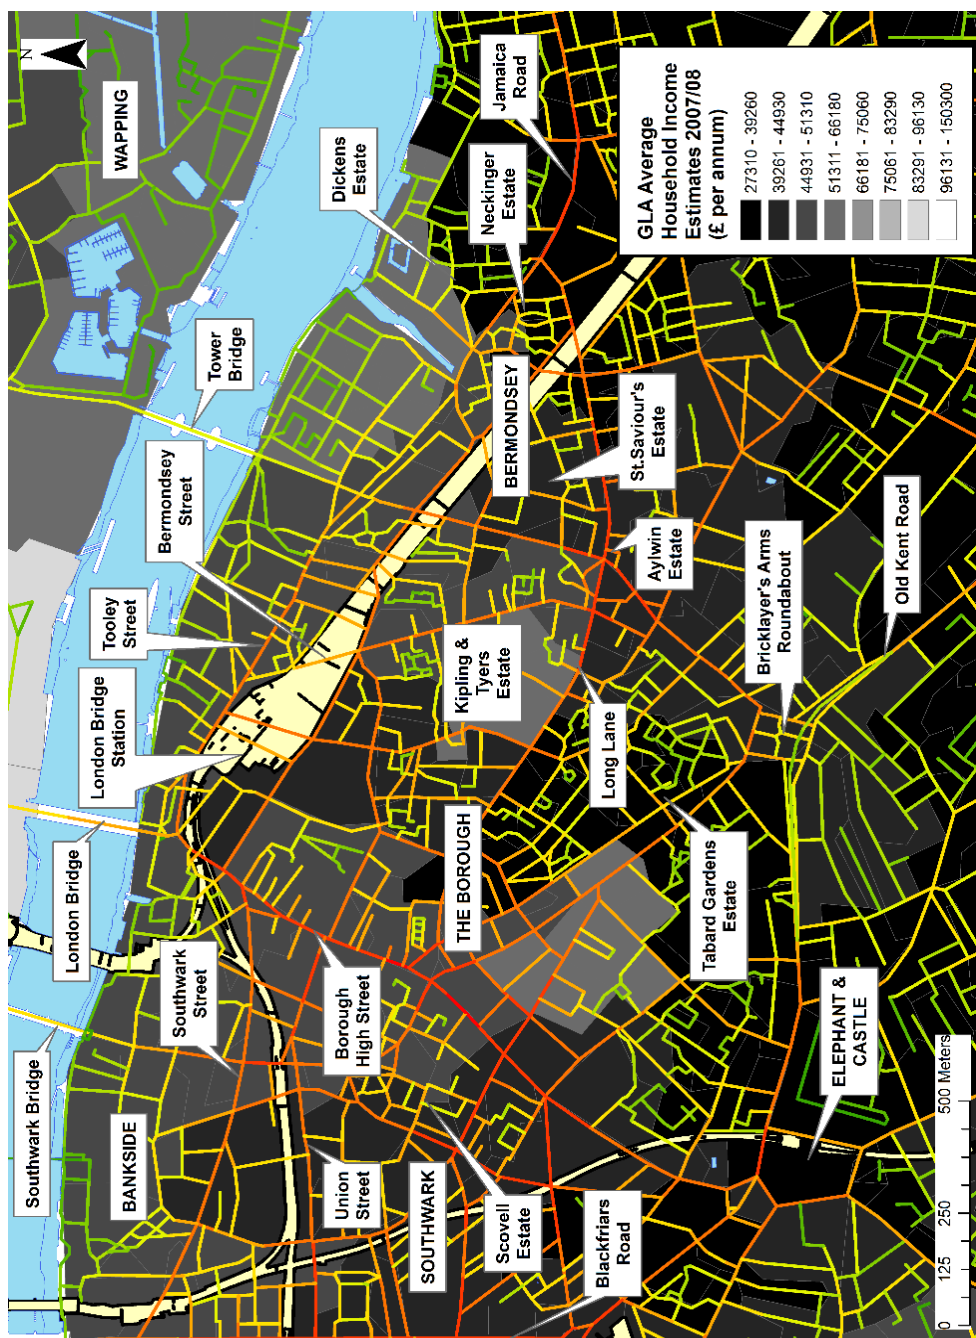 N
WAPPING
Jamaica
Road
Dickens
Estate
Neckinger
Estate
Tower
Bridge
Bermondsey
Street
Tooley
Street
London Bridge
Station
London Bridge
Southwark Bridge
BERMONDSEY
St.Saviour's
Estate
Aylwin
Estate
Kipling &
Tyers
Estate
Long Lane
Bricklayer's Arms
Roundabout
Old Kent Road
THE BOROUGH
Tabard Gardens
Estate
Southwark
Street
Borough
High Street
BANKSIDE
Union
Street
SOUTHWARK
Scovell
Estate
Blackfriars
Road
ELEPHANT &
CASTLE
GLA Average
Household Income
Estimates 2007/08
(£ per annum)
27310 - 39260
39261 - 44930
44931 - 51310
51311 - 66180
66181 - 75060
75061 - 83290
83291 - 96130
96131 - 150300
0 125 250 500 Meters